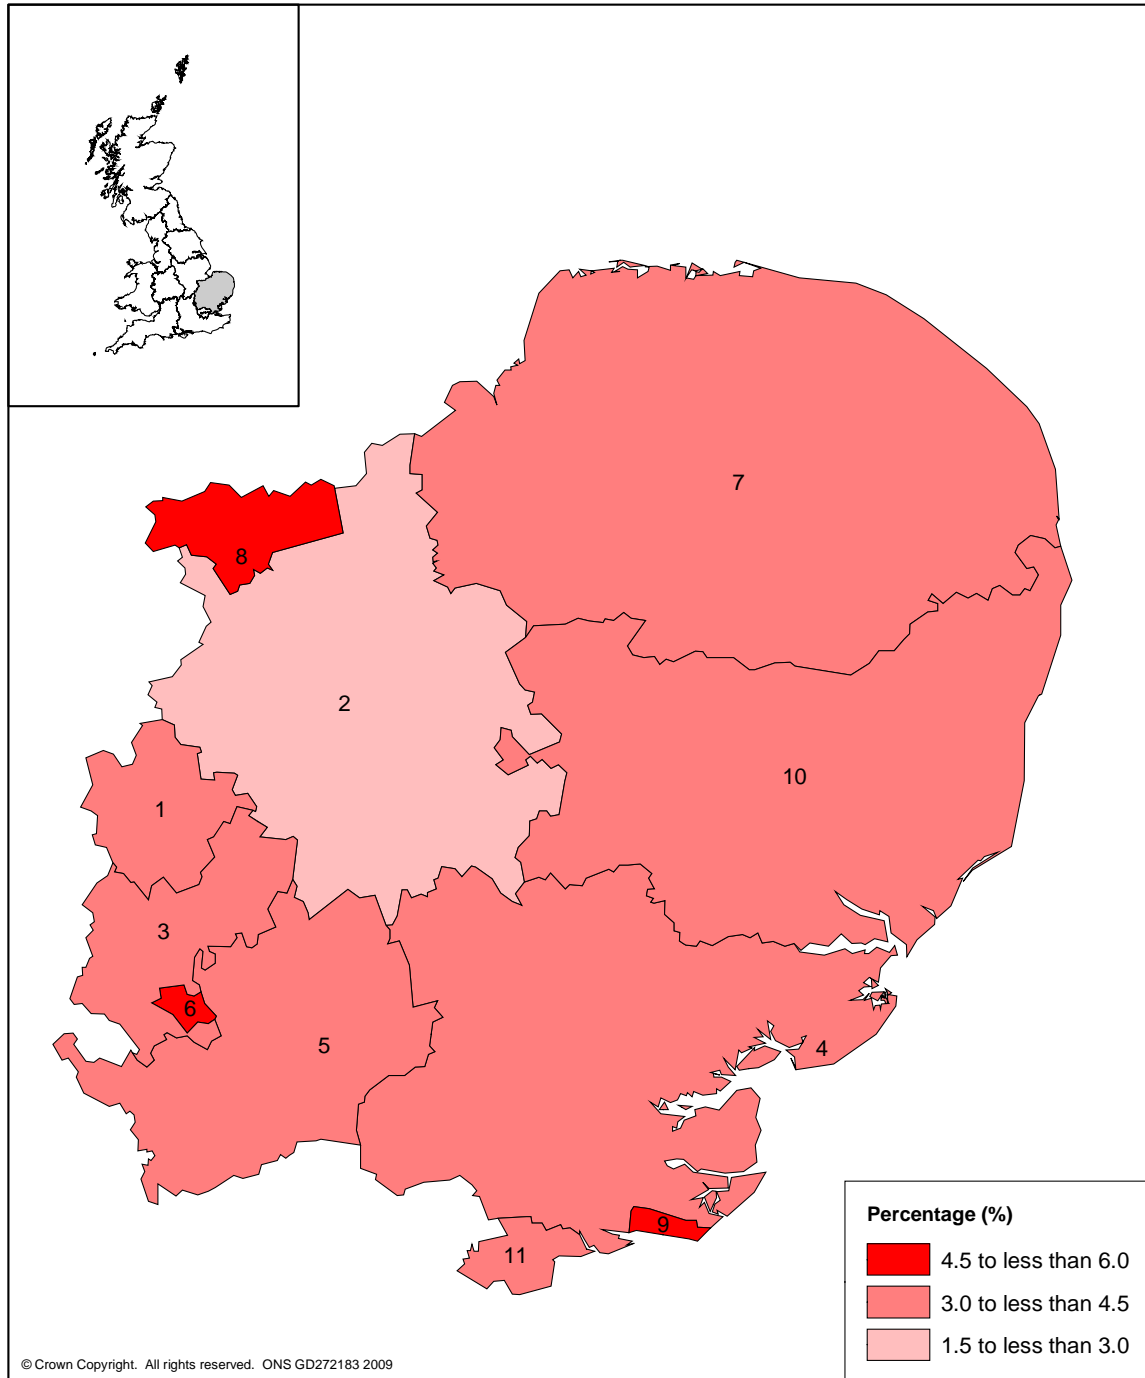 7
8
2
10
1
3
6
5
4
9
11
Percentage (%)
4.5 to less than 6.0
3.0 to less than 4.5
1.5 to less than 3.0
© Crown Copyright. All rights reserved. ONS GD272183 2009